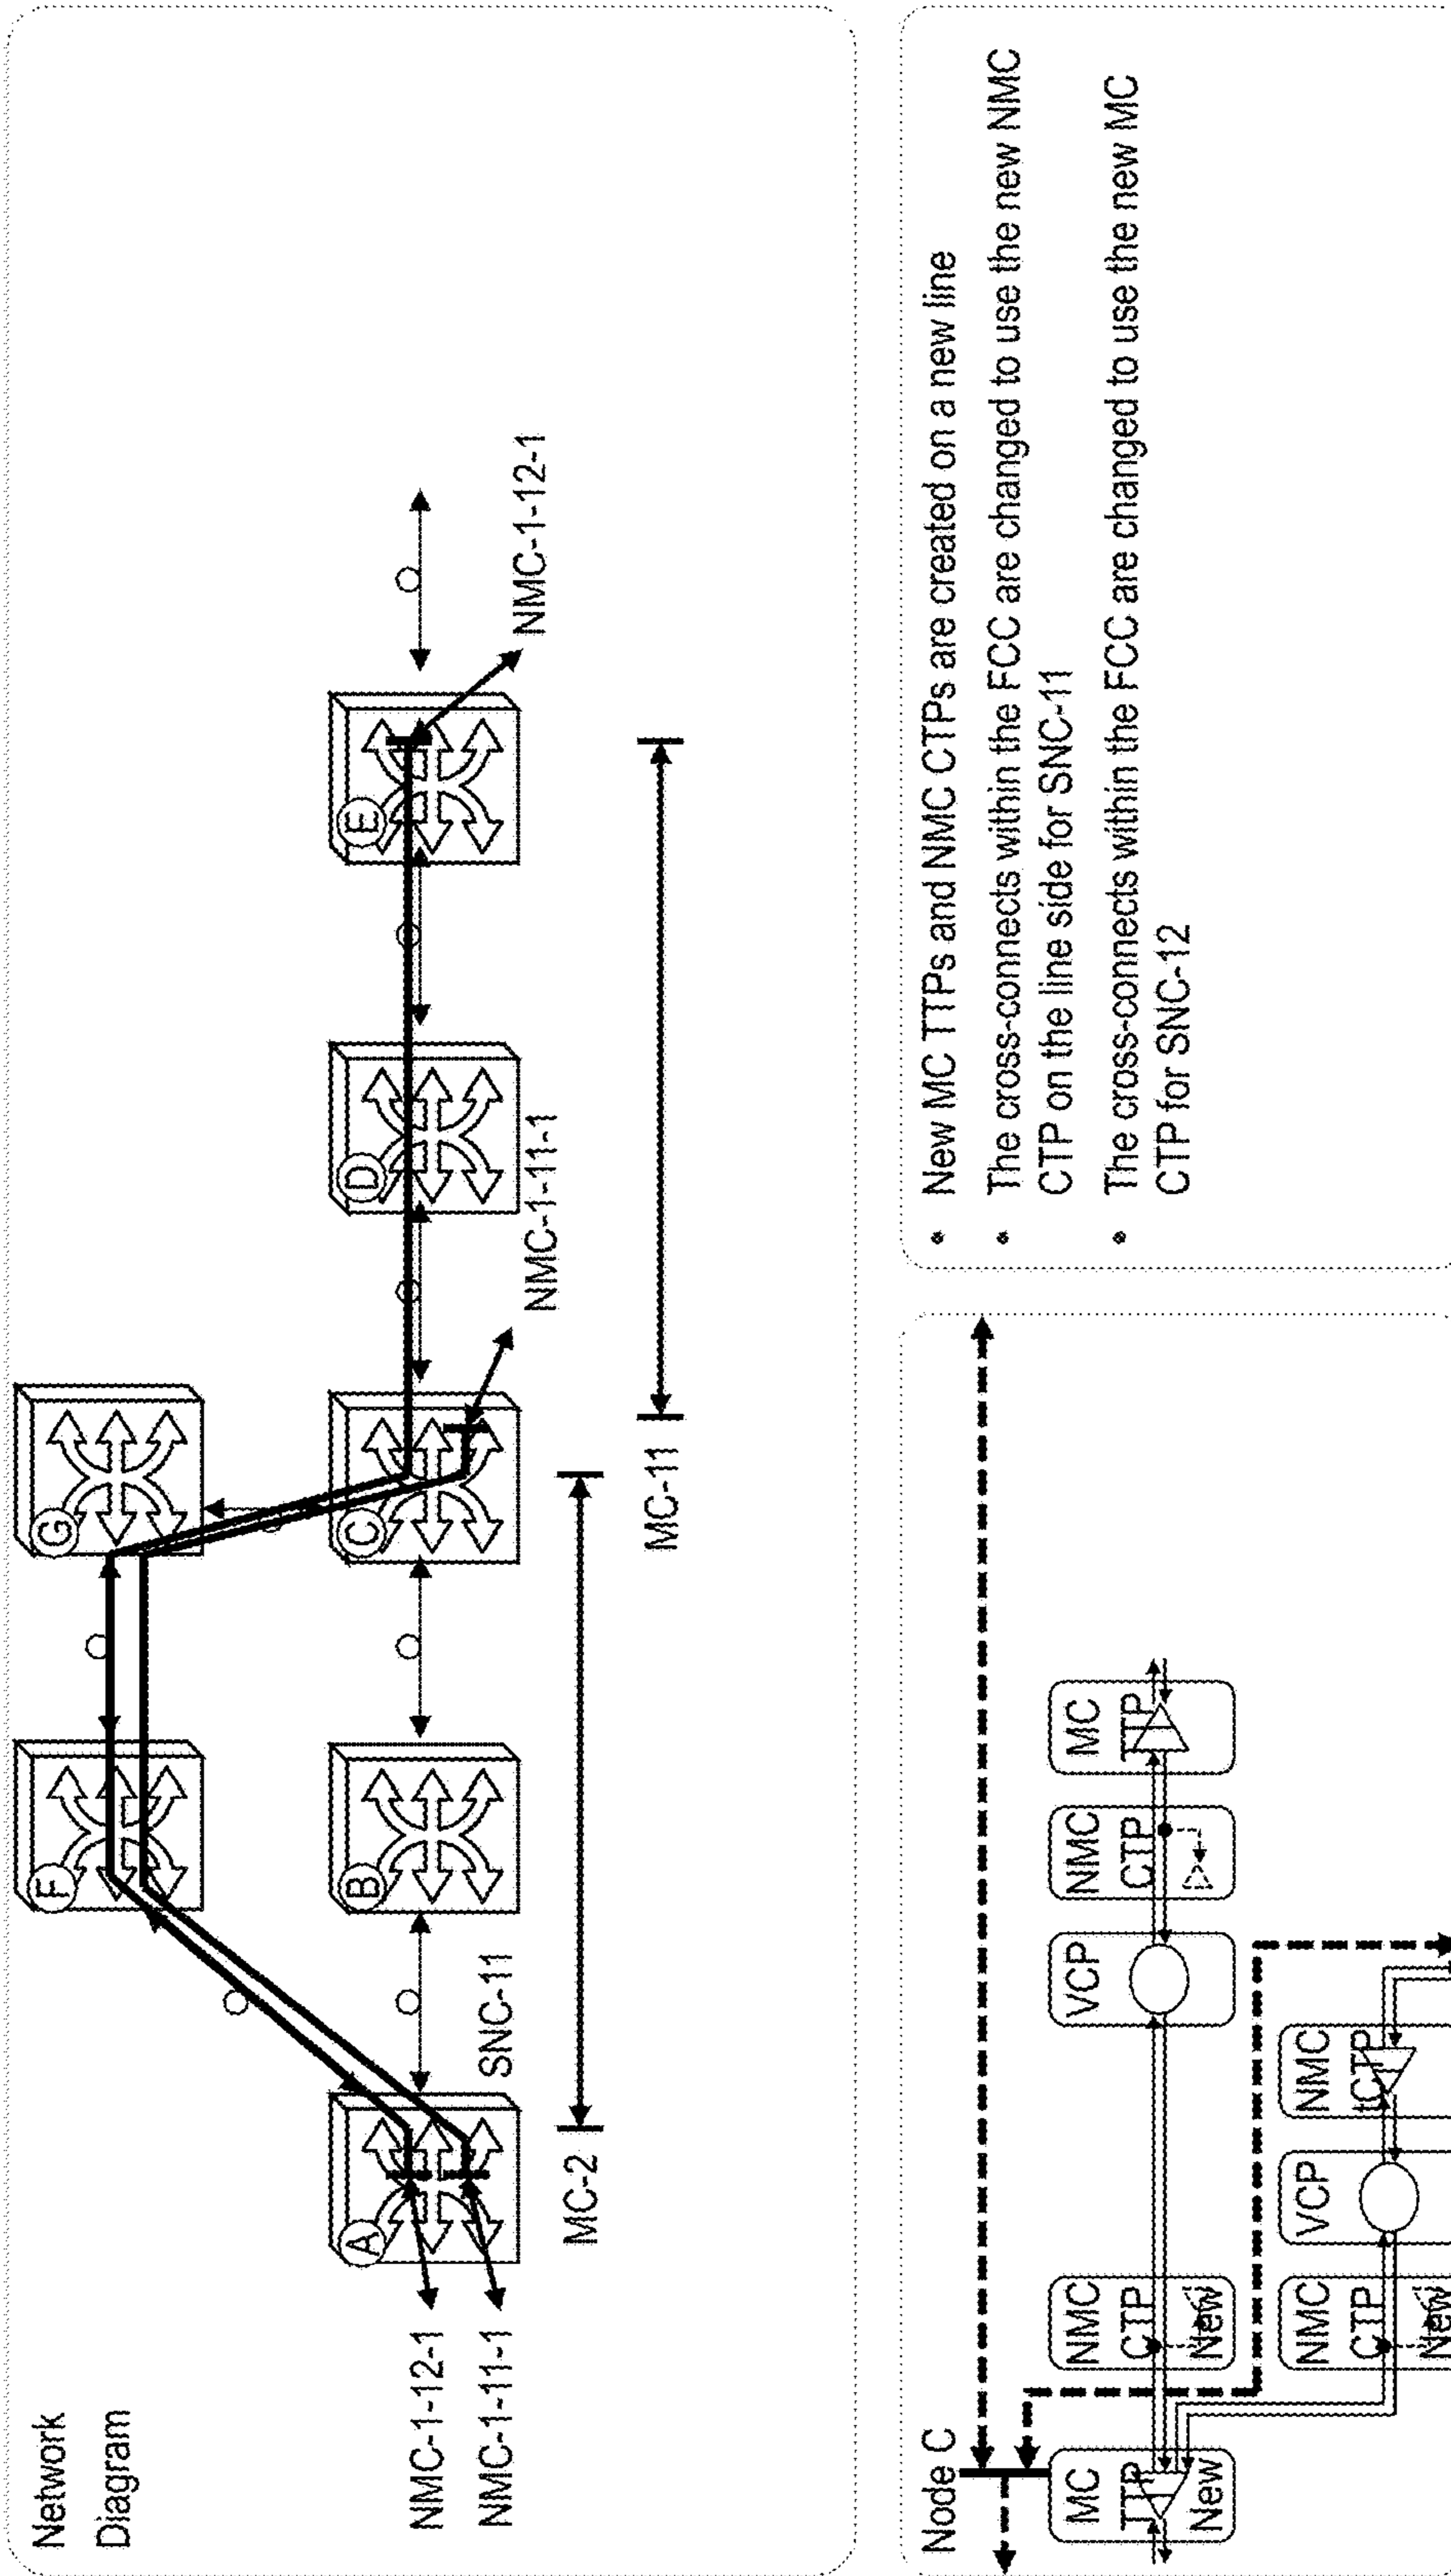 Network
Diagram
F
G
A
B
C
D
E
NMC-1-12-1
NMC-1-11-1
SNC-11
NMC-1-11-1
NMC-1-12-1
MC-2
MC-11
Node C
MC
TTP
New
NMC
CTP
New
VCP
NMC
CTP
MC
TTP
NMC
CTP
New
VCP
NMC
tCTP
• New MC TTPs and NMC CTPs are created on a new line
• The cross-connects within the FCC are changed to use the new NMC
CTP on the line side for SNC-11
• The cross-connects within the FCC are changed to use the new MC
CTP for SNC-12